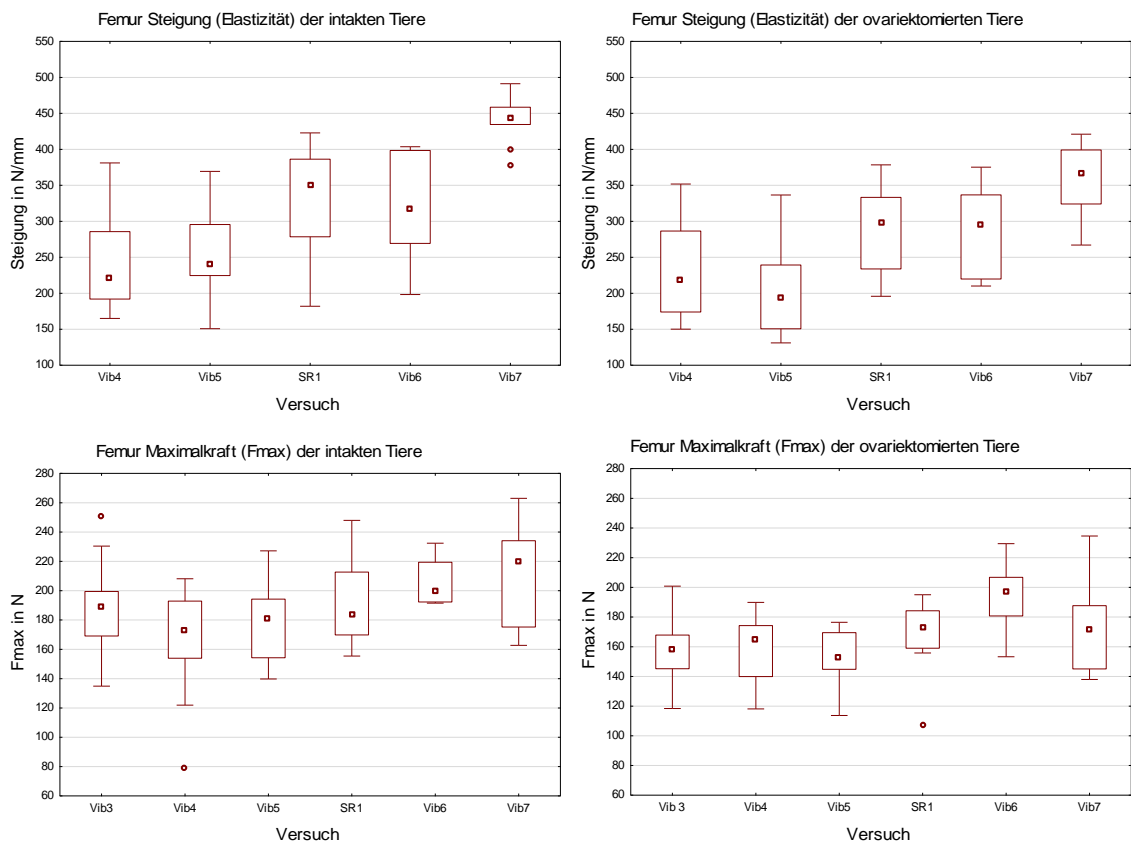 Femur Steigung (Elastizität) der intakten Tiere
550
500
450
400
350
300
250
200
150
100
Steigung in N/mm
Vib4 Vib5 SR1 Vib6 Vib7
Versuch
Femur Steigung (Elastizität) der ovariektomierten Tiere
550
500
450
400
350
300
250
200
150
100
Steigung in N/mm
Vib4 Vib5 SR1 Vib6 Vib7
Versuch
Femur Maximalkraft (Fmax) der intakten Tiere
280
260
240
220
200
180
160
140
120
100
80
60
Fmax in N
Vib3 Vib4 Vib5 SR1 Vib6 Vib7
Versuch
Femur Maximalkraft (Fmax) der ovariektomierten Tiere
280
260
240
220
200
180
160
140
120
100
80
60
Fmax in N
Vib 3 Vib4 Vib5 SR1 Vib6 Vib7
Versuch